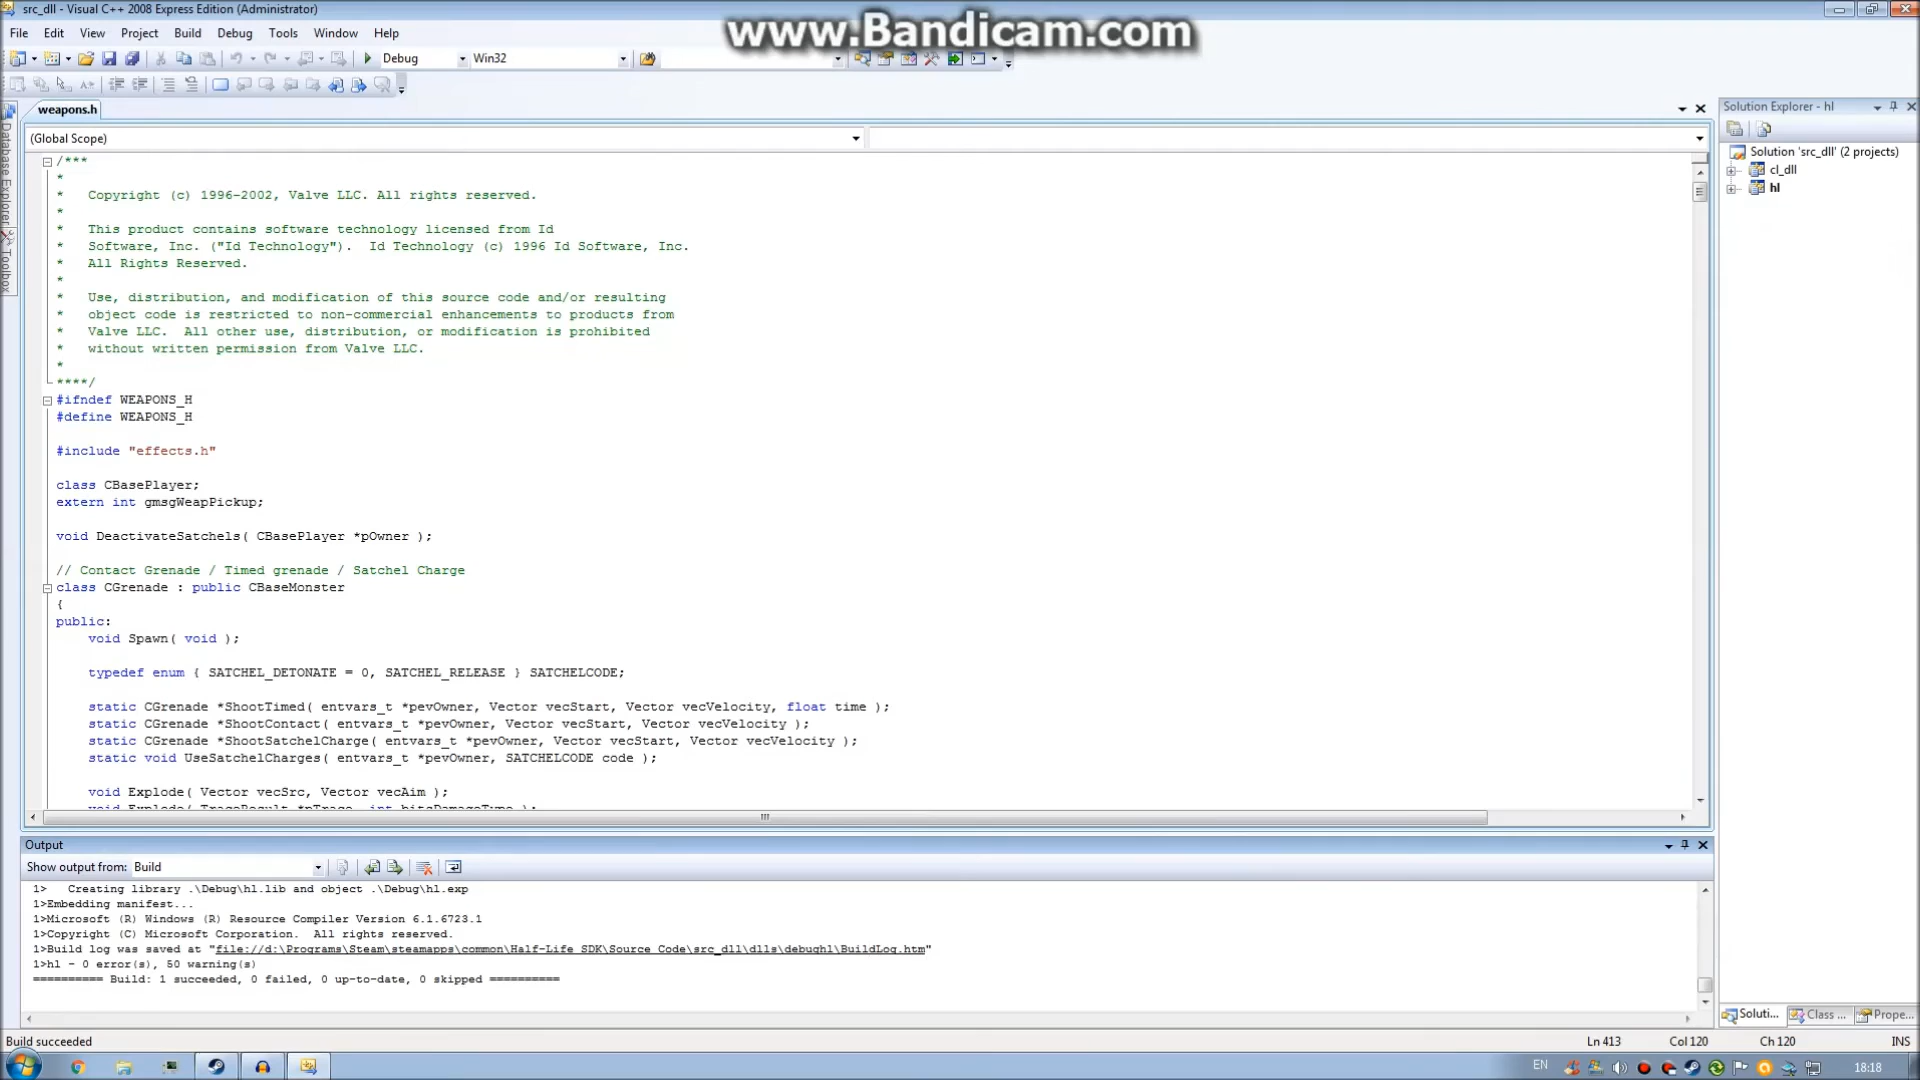 src_dll - Visual C++ 2008 Express Edition (Administrator)
www.Bandicam.com
File Edit View Project Build Debug Tools Window Help
Debug Win32
weapons.h
Solution Explorer - hl
(Global Scope)
Solution 'src_dll' (2 projects)
cl_dll
hl
Database Explorer
Toolbox
/***
*
* Copyright (c) 1996-2002, Valve LLC. All rights reserved.
*
* This product contains software technology licensed from Id
* Software, Inc. ("Id Technology"). Id Technology (c) 1996 Id Software, Inc.
* All Rights Reserved.
*
* Use, distribution, and modification of this source code and/or resulting
* object code is restricted to non-commercial enhancements to products from
* Valve LLC. All other use, distribution, or modification is prohibited
* without written permission from Valve LLC.
*
****/
#ifndef WEAPONS_H
#define WEAPONS_H
#include "effects.h"
class CBasePlayer;
extern int gmsgWeapPickup;
void DeactivateSatchels( CBasePlayer *pOwner );
// Contact Grenade / Timed grenade / Satchel Charge
class CGrenade : public CBaseMonster
{
public:
void Spawn( void );
typedef enum { SATCHEL_DETONATE = 0, SATCHEL_RELEASE } SATCHELCODE;
static CGrenade *ShootTimed( entvars_t *pevOwner, Vector vecStart, Vector vecVelocity, float time );
static CGrenade *ShootContact( entvars_t *pevOwner, Vector vecStart, Vector vecVelocity );
static CGrenade *ShootSatchelCharge( entvars_t *pevOwner, Vector vecStart, Vector vecVelocity );
static void UseSatchelCharges( entvars_t *pevOwner, SATCHELCODE code );
void Explode( Vector vecSrc, Vector vecAim );
void Explode( TraceResult *pTrace, int bitsDamageType );
Output
Show output from: Build
1> Creating library .\Debug\hl.lib and object .\Debug\hl.exp
1>Embedding manifest...
1>Microsoft (R) Windows (R) Resource Compiler Version 6.1.6723.1
1>Copyright (C) Microsoft Corporation. All rights reserved.
1>Build log was saved at "file://d:\Programs\Steam\steamapps\common\Half-Life SDK\Source Code\src_dll\dlls\debughl\BuildLog.htm"
1>hl - 0 error(s), 50 warning(s)
========== Build: 1 succeeded, 0 failed, 0 up-to-date, 0 skipped ==========
Soluti... Class ... Prope...
Build succeeded Ln 413 Col 120 Ch 120 INS
EN 18:18